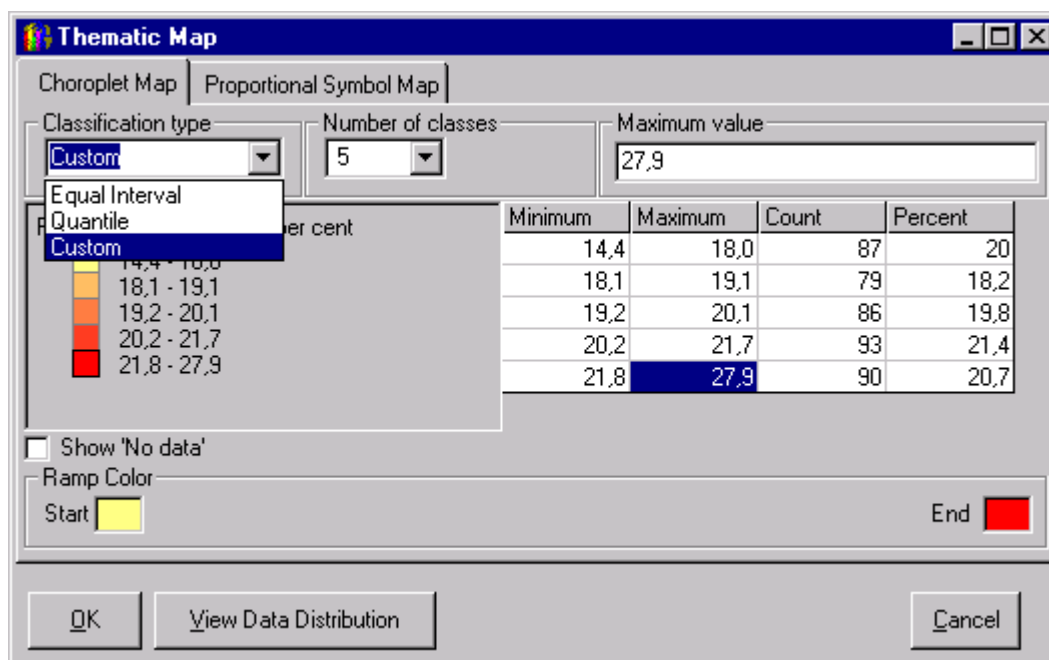 Thematic Map
Choroplet Map
Proportional Symbol Map
Classification type
Number of classes
Maximum value
Custom
5
27,9
Equal Interval
Quantile
Custom
per cent
18,1 - 19,1
19,2 - 20,1
20,2 - 21,7
21,8 - 27,9
Minimum Maximum Count Percent
14,4 18,0 87 20
18,1 19,1 79 18,2
19,2 20,1 86 19,8
20,2 21,7 93 21,4
21,8 27,9 90 20,7
Show 'No data'
Ramp Color
Start
End
OK
View Data Distribution
Cancel